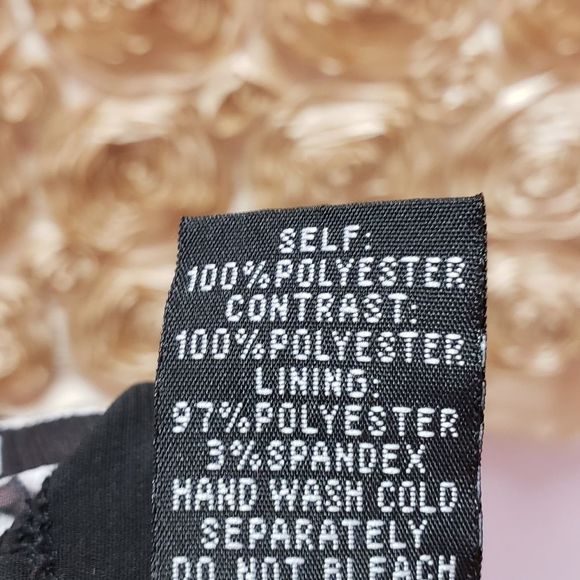 SELF:
100%POLYESTER
CONTRAST:
100%POLYESTER
LINING:
97%POLYESTER
3%SPANDEX
HAND WASH COLD
SEPARATELY
DO NOT BLEACH